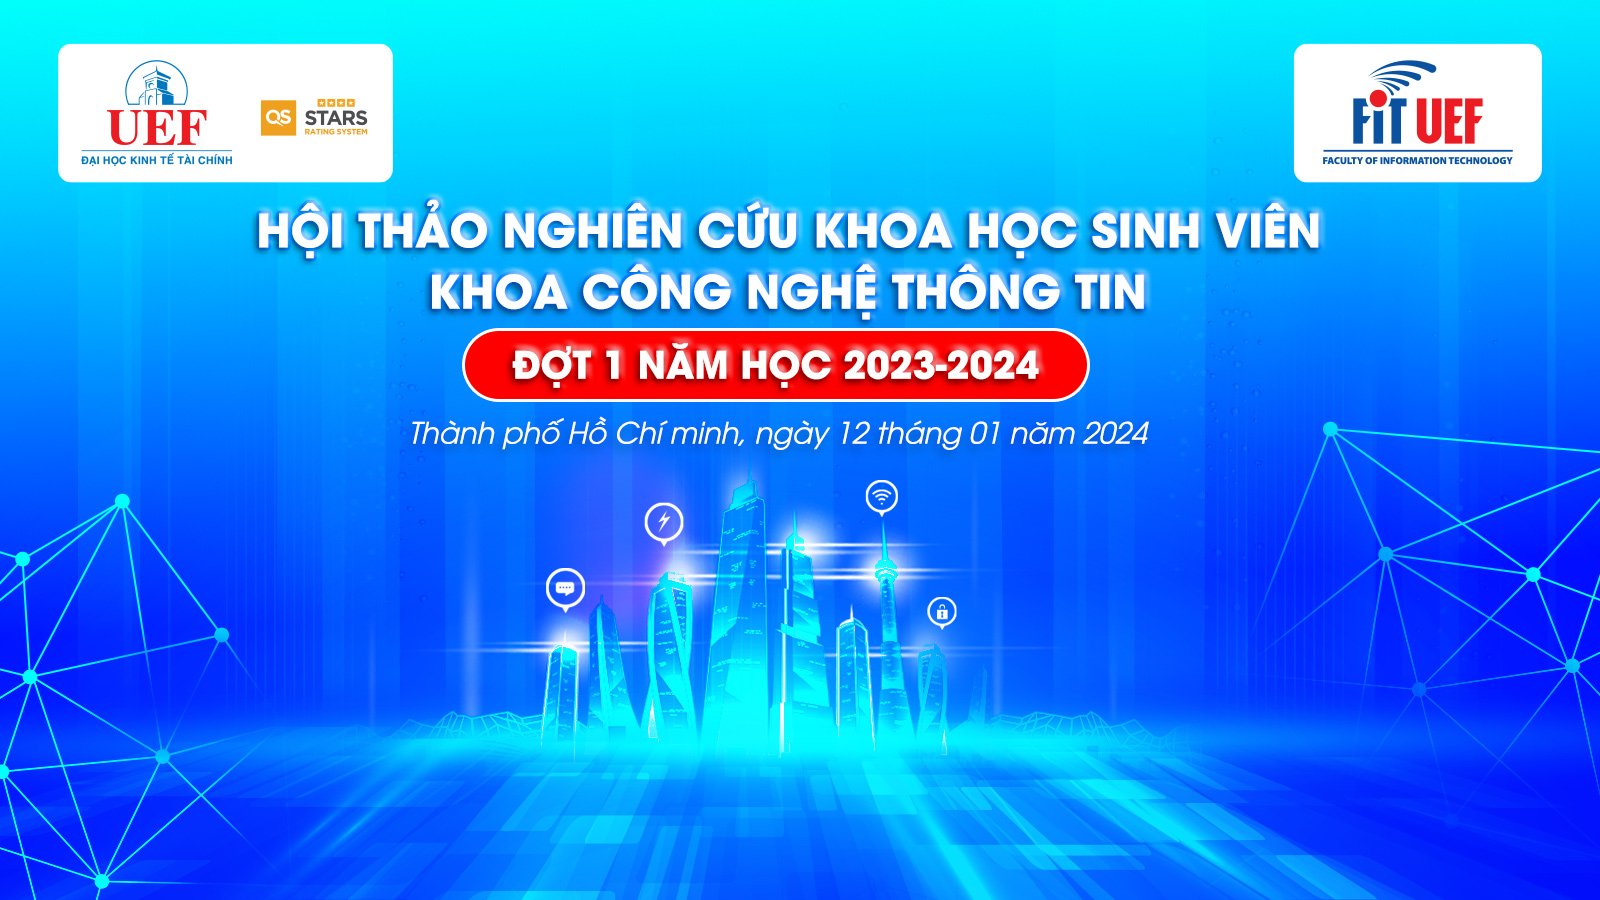 UEF
ĐẠI HỌC KINH TẾ TÀI CHÍNH
QS
STARS
RATING SYSTEM
FIT UEF
FACULTY OF INFORMATION TECHNOLOGY
HỘI THẢO NGHIÊN CỨU KHOA HỌC SINH VIÊN
KHOA CÔNG NGHỆ THÔNG TIN
ĐỢT 1 NĂM HỌC 2023-2024
Thành phố Hồ Chí minh, ngày 12 tháng 01 năm 2024